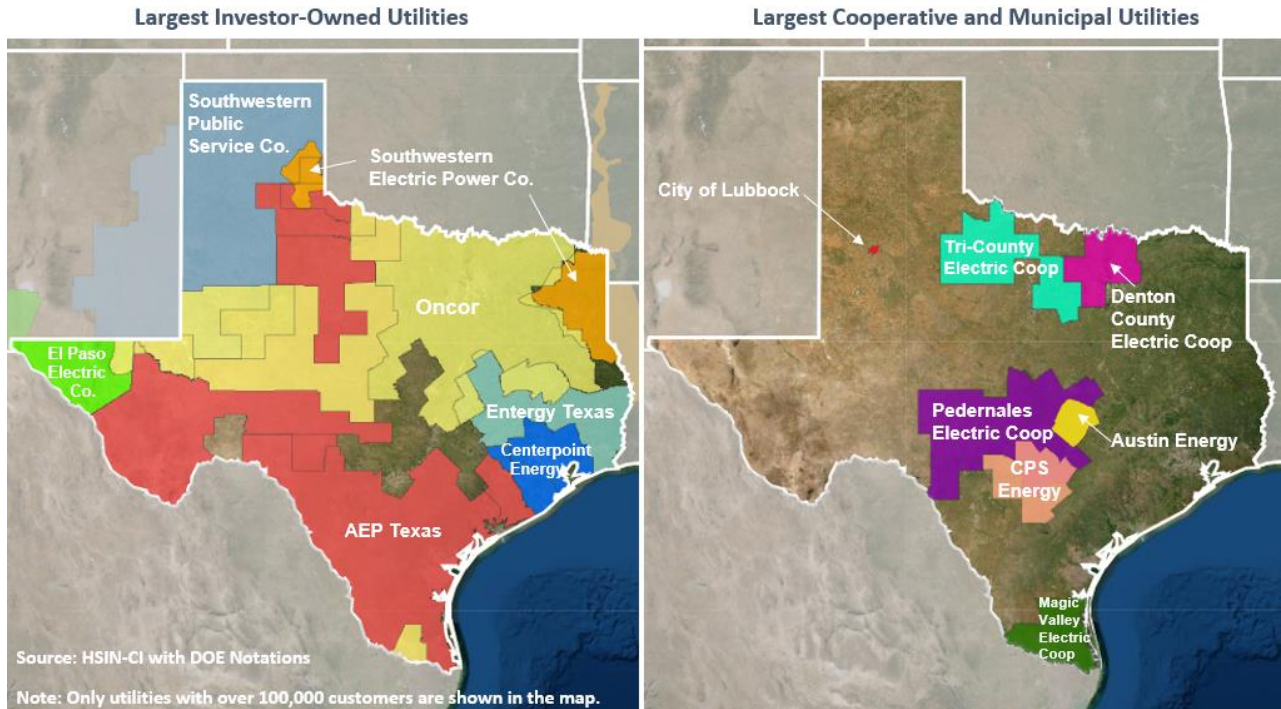 Largest Investor-Owned Utilities
Southwestern
Public
Service Co.
Southwestern
Electric Power Co.
Oncor
El Paso
Electric
Co.
Entergy Texas
Centerpoint
Energy
AEP Texas
Source: HSIN-CI with DOE Notations
Note: Only utilities with over 100,000 customers are shown in the map.
Largest Cooperative and Municipal Utilities
City of Lubbock
Tri-County
Electric Coop
Denton
County
Electric Coop
Pedernales
Electric Coop
Austin Energy
CPS
Energy
Magic
Valley
Electric
Coop